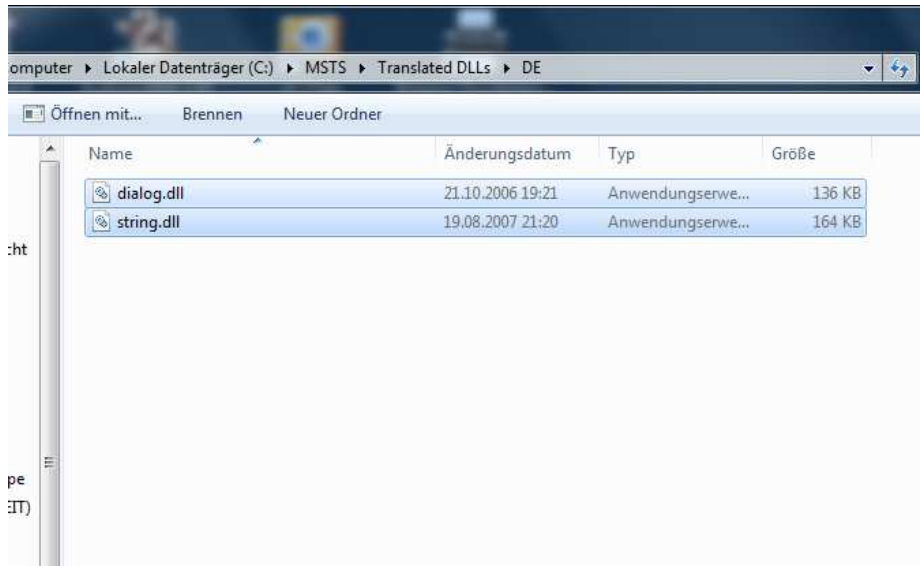 omputer ▸ Lokaler Datenträger (C:) ▸ MSTS ▸ Translated DLLs ▸ DE
Öffnen mit... Brennen Neuer Ordner
Name Änderungsdatum Typ Größe
dialog.dll 21.10.2006 19:21 Anwendungserwe... 136 KB
string.dll 19.08.2007 21:20 Anwendungserwe... 164 KB
cht
pe
EIT)